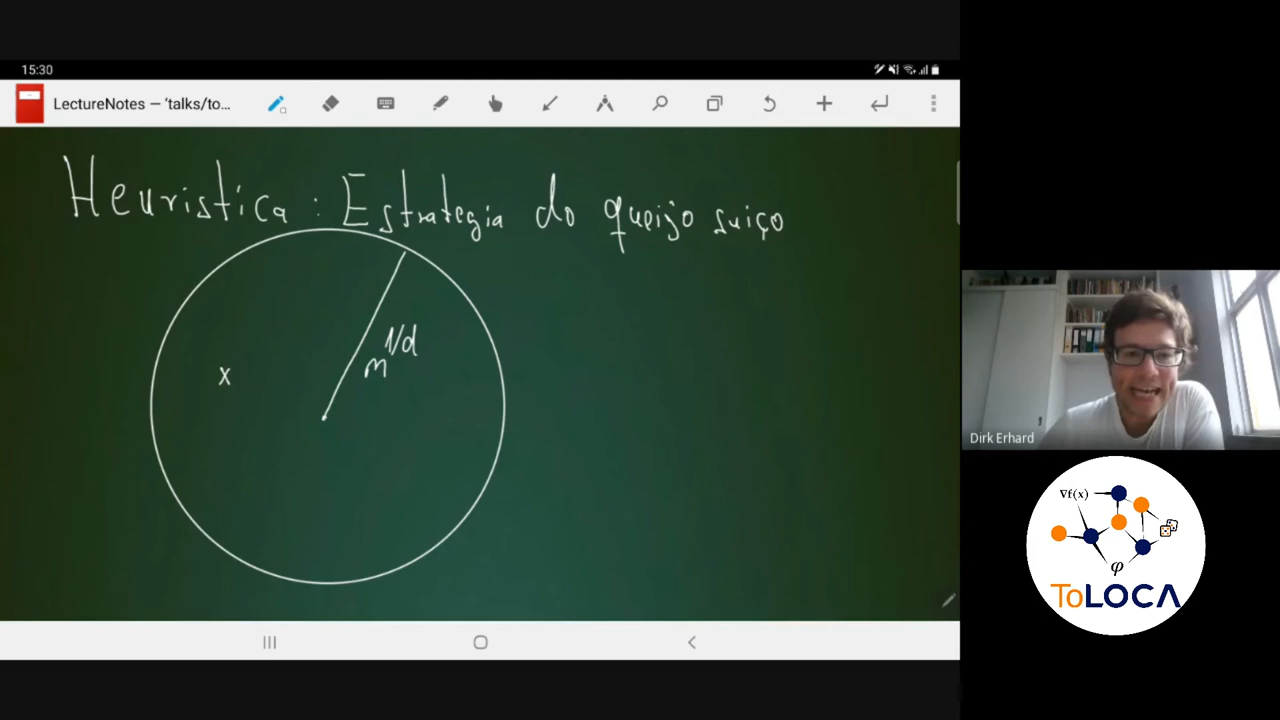 15:30
LectureNotes — 'talks/to...
Heuristica : Estrategia do queijo suiço
n^{1/d}
x
Dirk Erhard
∇f(x)
φ
ToLOCA